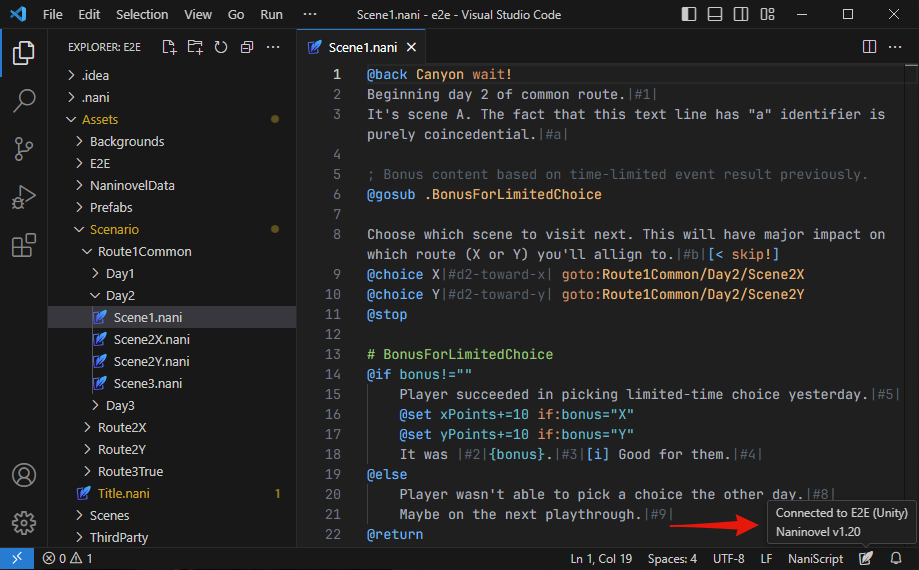 File Edit Selection View Go Run ··· Scene1.nani - e2e - Visual Studio Code
EXPLORER: E2E
.idea
.nani
Assets
Backgrounds
E2E
NaninovelData
Prefabs
Scenario
Route1Common
Day1
Day2
Scene1.nani
Scene2X.nani
Scene2Y.nani
Scene3.nani
Day3
Route2X
Route2Y
Route3True
Title.nani 1
Scenes
ThirdParty
Scene1.nani
1 @back Canyon wait!
2 Beginning day 2 of common route.|#1|
3 It's scene A. The fact that this text line has "a" identifier is
purely coincedential.|#a|
4
5 ; Bonus content based on time-limited event result previously.
6 @gosub .BonusForLimitedChoice
7
8 Choose which scene to visit next. This will have major impact on
which route (X or Y) you'll allign to.|#b|[< skip!]
9 @choice X|#d2-toward-x| goto:Route1Common/Day2/Scene2X
10 @choice Y|#d2-toward-y| goto:Route1Common/Day2/Scene2Y
11 @stop
12
13 # BonusForLimitedChoice
14 @if bonus!=""
15 Player succeeded in picking limited-time choice yesterday.|#5|
16 @set xPoints+=10 if:bonus="X"
17 @set yPoints+=10 if:bonus="Y"
18 It was |#2|{bonus}.|#3|[i] Good for them.|#4|
19 @else
20 Player wasn't able to pick a choice the other day.|#8|
21 Maybe on the next playthrough.|#9|
22 @return
Connected to E2E (Unity)
Naninovel v1.20
0 1 Ln 1, Col 19 Spaces: 4 UTF-8 LF NaniScript